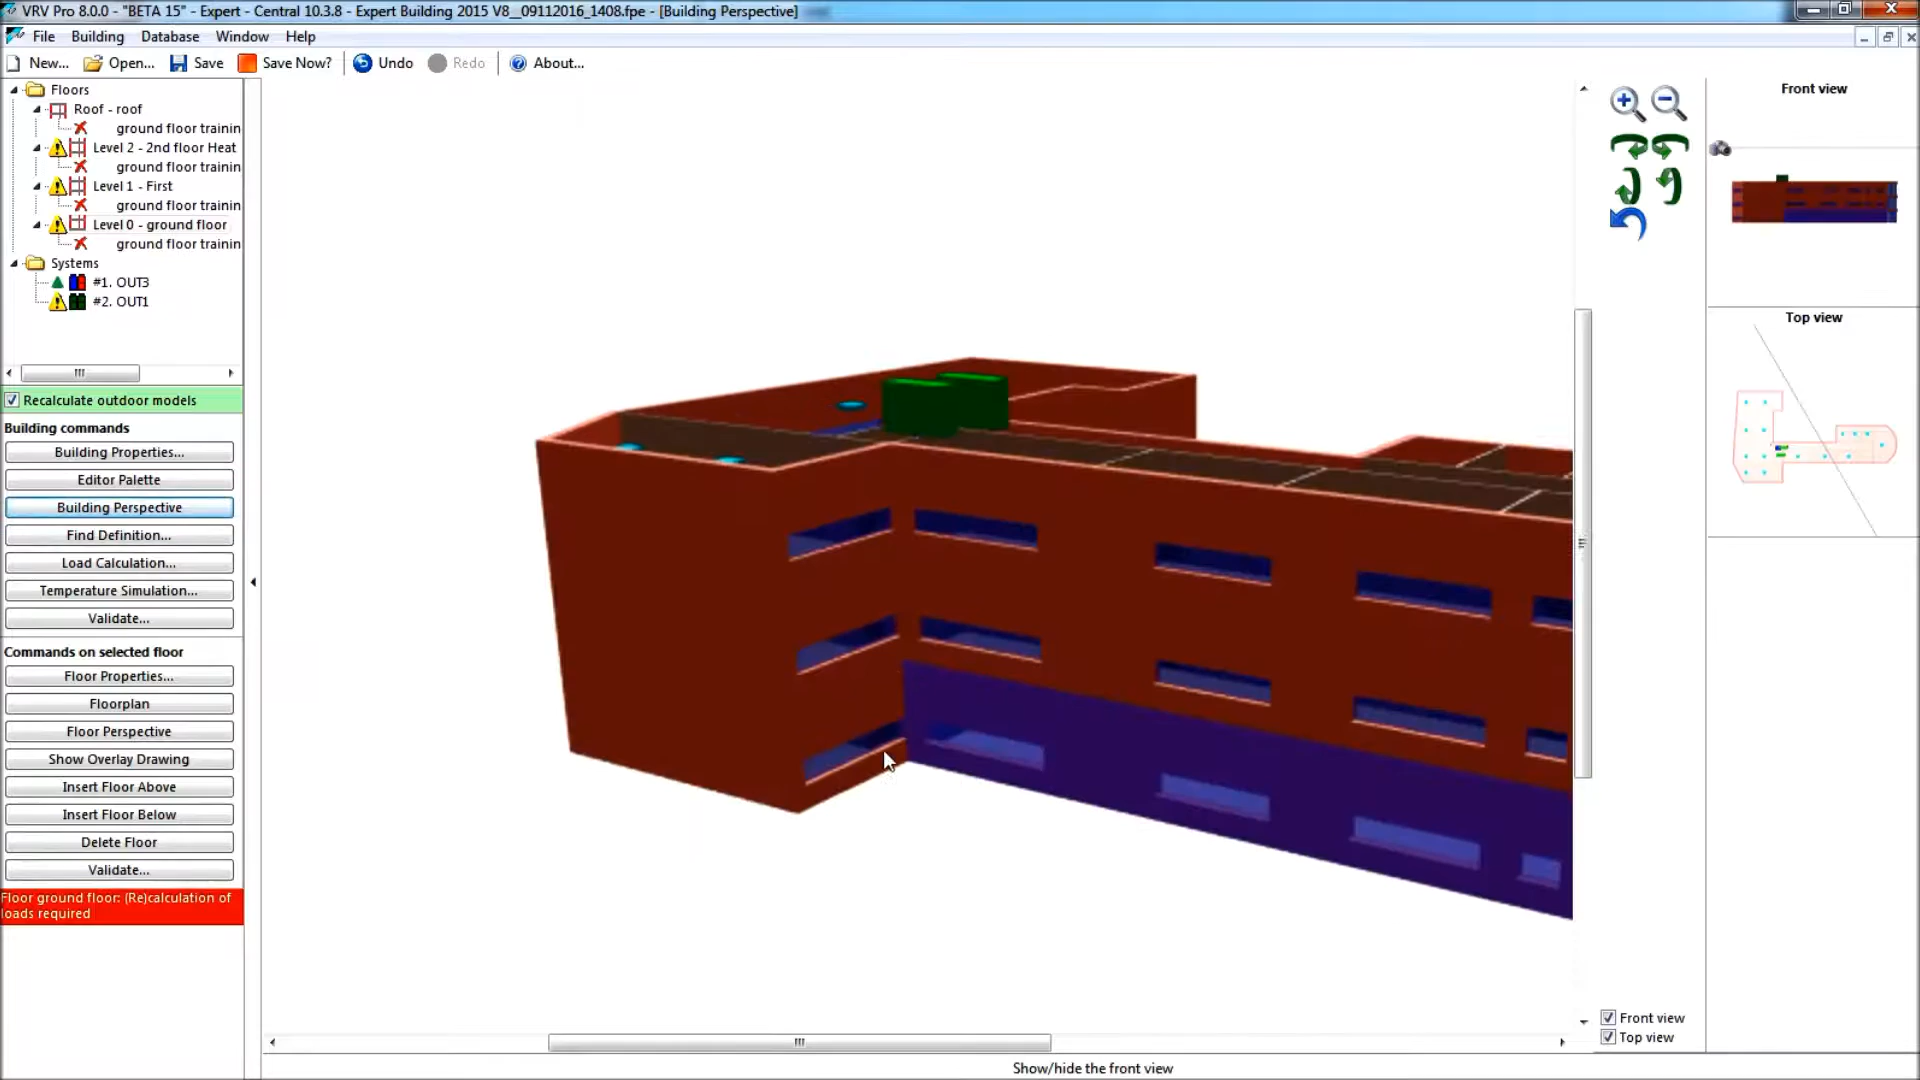 VRV Pro 8.0.0 - "BETA 15" - Expert - Central 10.3.8 - Expert Building 2015 V8__09112016_1408.fpe - [Building Perspective]
File Building Database Window Help
New... Open... Save Save Now? Undo Redo About...
Floors
Roof - roof
ground floor trainin
Level 2 - 2nd floor Heat
ground floor trainin
Level 1 - First
ground floor trainin
Level 0 - ground floor
ground floor trainin
Systems
#1. OUT3
#2. OUT1
Recalculate outdoor models
Building commands
Building Properties...
Editor Palette
Building Perspective
Find Definition...
Load Calculation...
Temperature Simulation...
Validate...
Commands on selected floor
Floor Properties...
Floorplan
Floor Perspective
Show Overlay Drawing
Insert Floor Above
Insert Floor Below
Delete Floor
Validate...
Floor ground floor: (Re)calculation of
loads required
Front view
Top view
Front view
Top view
Show/hide the front view